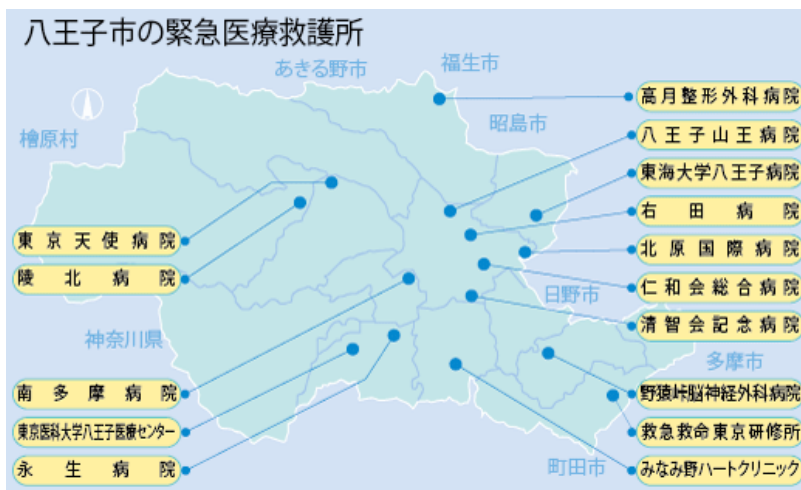 八王子市の緊急医療救護所
福生市
あきる野市
昭島市
檜原村
日野市
神奈川県
多摩市
町田市
東京天使病院
陵北病院
南多摩病院
東京医科大学八王子医療センター
永生病院
高月整形外科病院
八王子山王病院
東海大学八王子病院
右田病院
北原国際病院
仁和会総合病院
清智会記念病院
野猿峠脳神経外科病院
救急救命東京研修所
みなみ野ハートクリニック